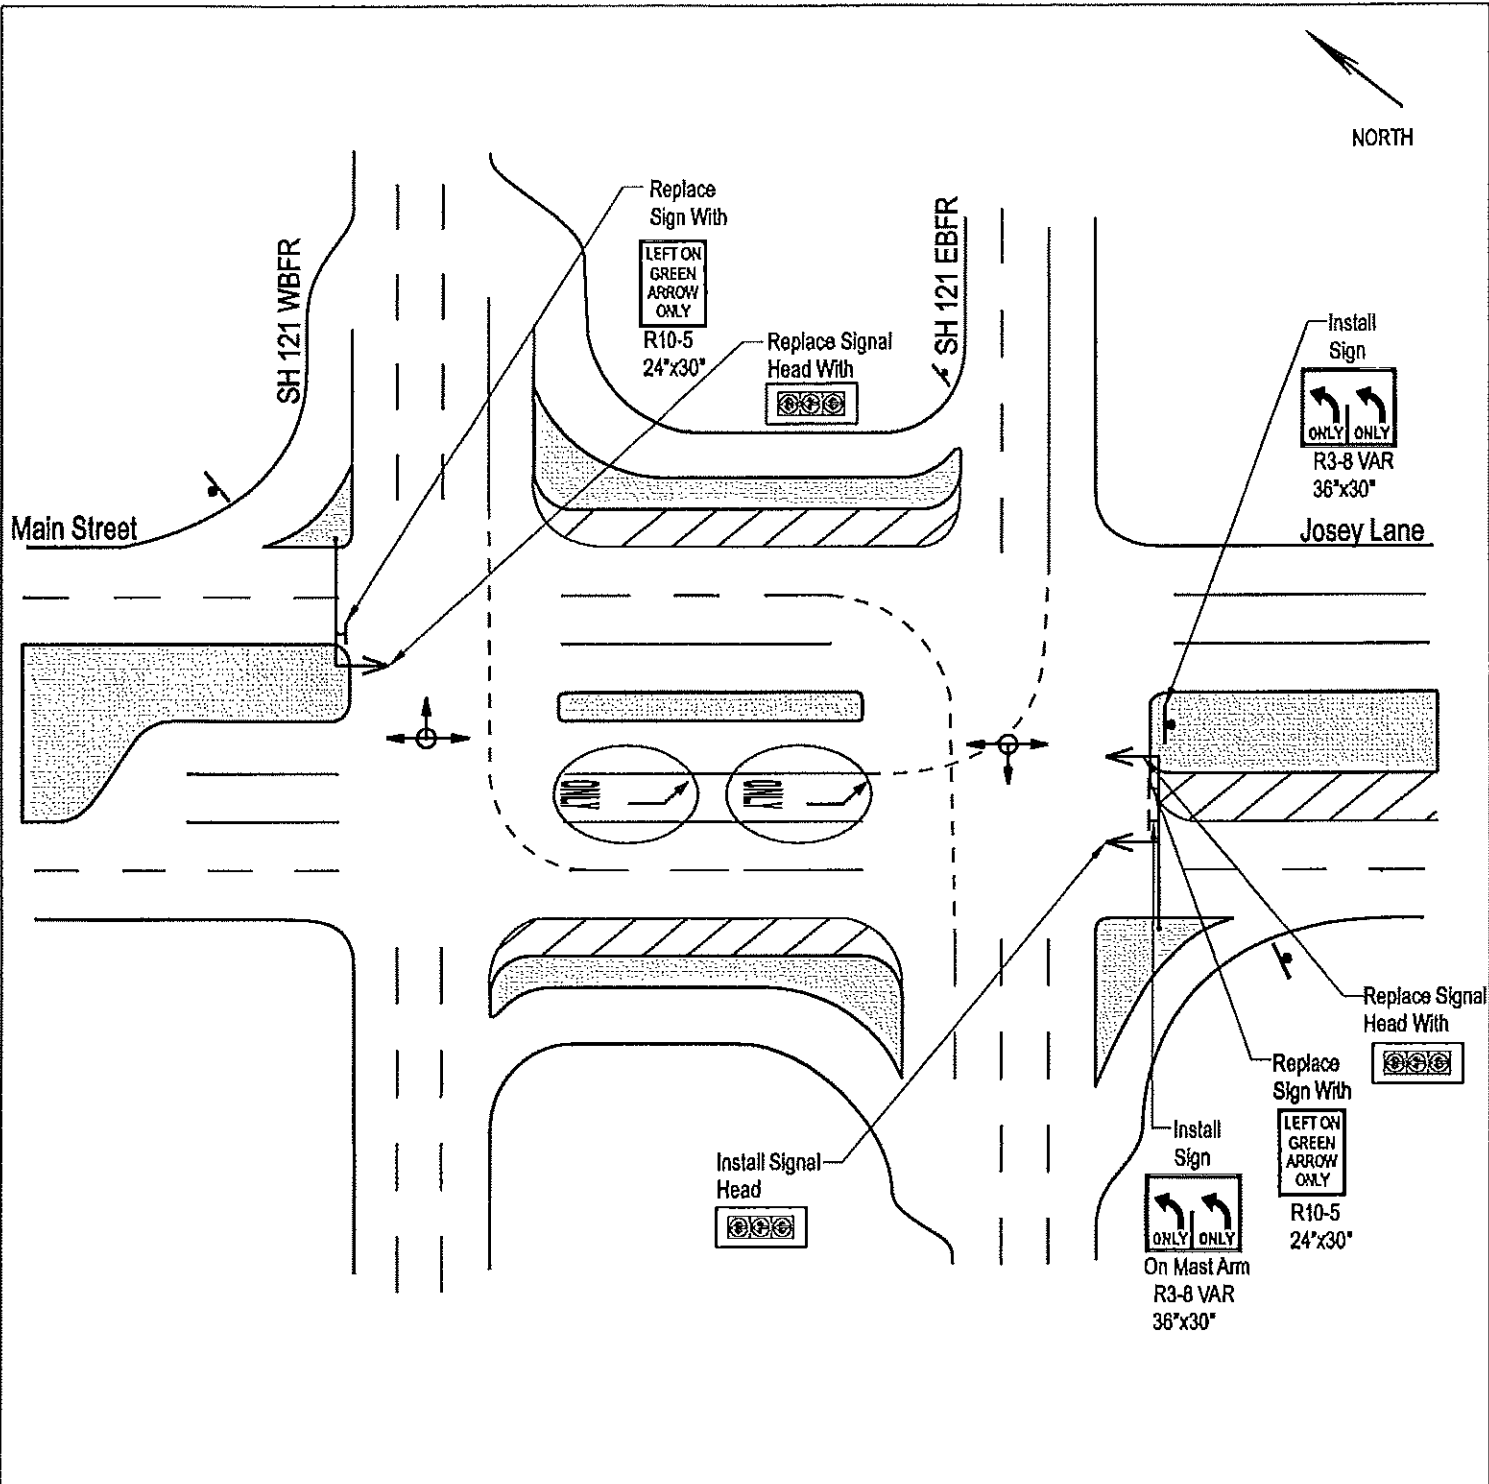 NORTH
Replace
Sign With
LEFT ON
GREEN
ARROW
ONLY
R10-5
24"x30"
SH 121 WBFR
SH 121 EBFR
Replace Signal
Head With
Install
Sign
ONLY ONLY
R3-8 VAR
36"x30"
Main Street
Josey Lane
ONLY
ONLY
Replace Signal
Head With
Replace
Sign With
LEFT ON
GREEN
ARROW
ONLY
R10-5
24"x30"
Install
Sign
ONLY ONLY
On Mast Arm
R3-8 VAR
36"x30"
Install Signal
Head